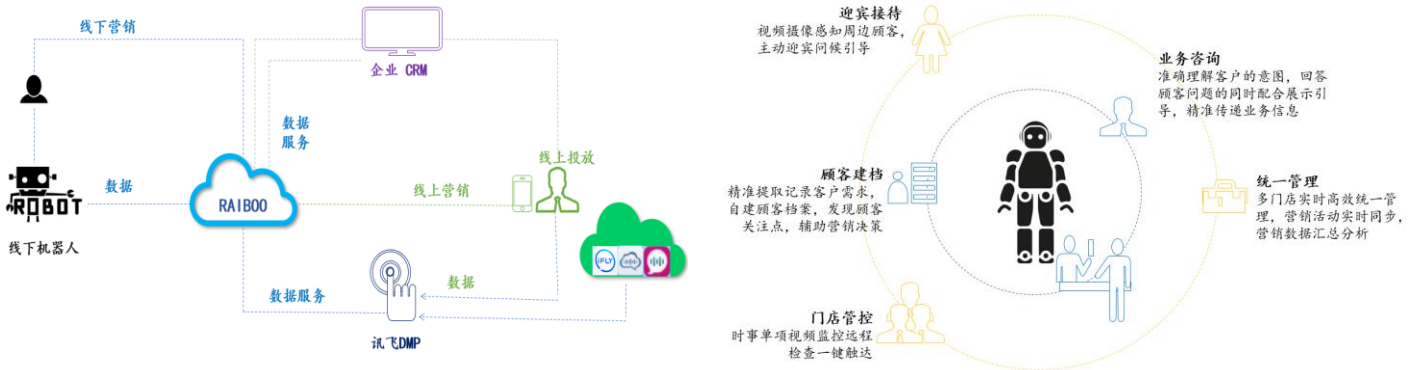 线下营销
企业 CRM
数据
服务
线上投放
数据
RAIBOO
线上营销
ROBOT
线下机器人
iFLY
数据服务
数据
讯飞DMP
迎宾接待
视频摄像感知周边顾客，
主动迎宾问候引导
业务咨询
准确理解客户的意图，回答
顾客问题的同时配合展示引
导，精准传递业务信息
顾客建档
精准提取记录客户需求，
自建顾客档案，发现顾客
关注点，辅助营销决策
统一管理
多门店实时高效统一管
理，营销活动实时同步，
营销数据汇总分析
门店管控
时事单项视频监控远程
检查一键触达